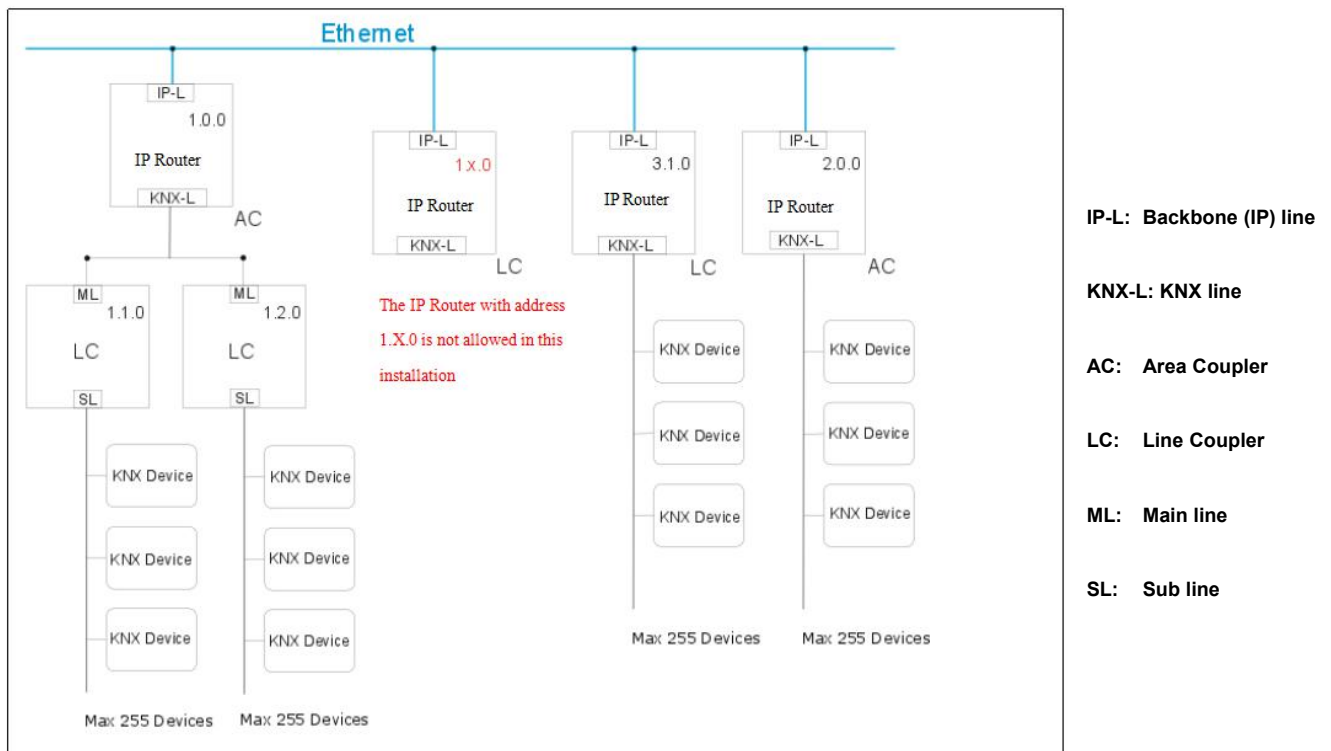 Ethernet
IP-L
1.0.0
IP Router
KNX-L
AC
ML
1.1.0
LC
SL
KNX Device
KNX Device
KNX Device
Max 255 Devices
ML
1.2.0
LC
SL
KNX Device
KNX Device
KNX Device
Max 255 Devices
IP-L
1.x.0
IP Router
KNX-L
LC
The IP Router with address
1.X.0 is not allowed in this
installation
IP-L
3.1.0
IP Router
KNX-L
LC
KNX Device
KNX Device
KNX Device
Max 255 Devices
IP-L
2.0.0
IP Router
KNX-L
AC
KNX Device
KNX Device
KNX Device
Max 255 Devices
IP-L: Backbone (IP) line
KNX-L: KNX line
AC: Area Coupler
LC: Line Coupler
ML: Main line
SL: Sub line